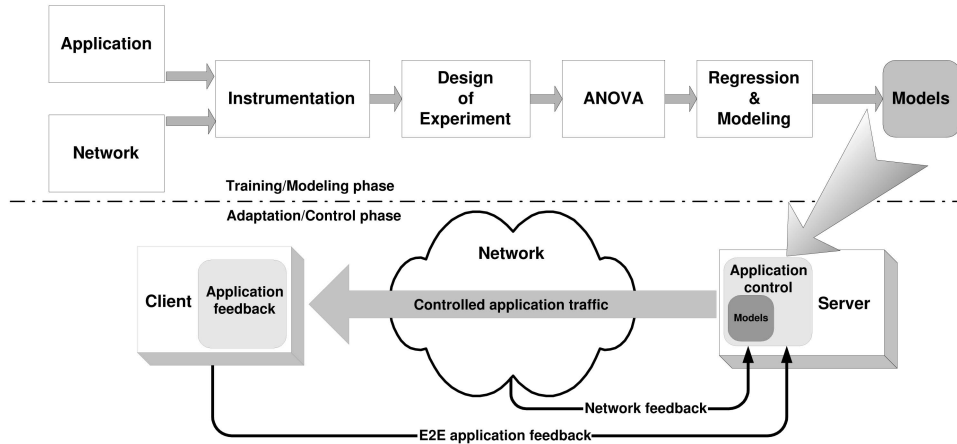 Application
Network
Instrumentation
Design
of
Experiment
ANOVA
Regression
&
Modeling
Models
Training/Modeling phase
Adaptation/Control phase
Client
Application
feedback
Network
Controlled application traffic
Application
control
Models
Server
Network feedback
E2E application feedback